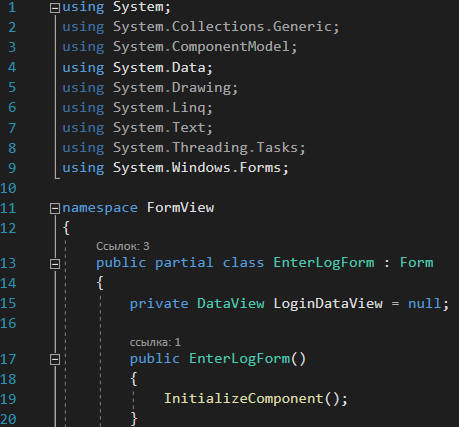 1 using System;
2 using System.Collections.Generic;
3 using System.ComponentModel;
4 using System.Data;
5 using System.Drawing;
6 using System.Linq;
7 using System.Text;
8 using System.Threading.Tasks;
9 using System.Windows.Forms;
10
11 namespace FormView
12 {
Ссылок: 3
13 public partial class EnterLogForm : Form
14 {
15 private DataView LoginDataView = null;
16
ссылка: 1
17 public EnterLogForm()
18 {
19 InitializeComponent();
20 }